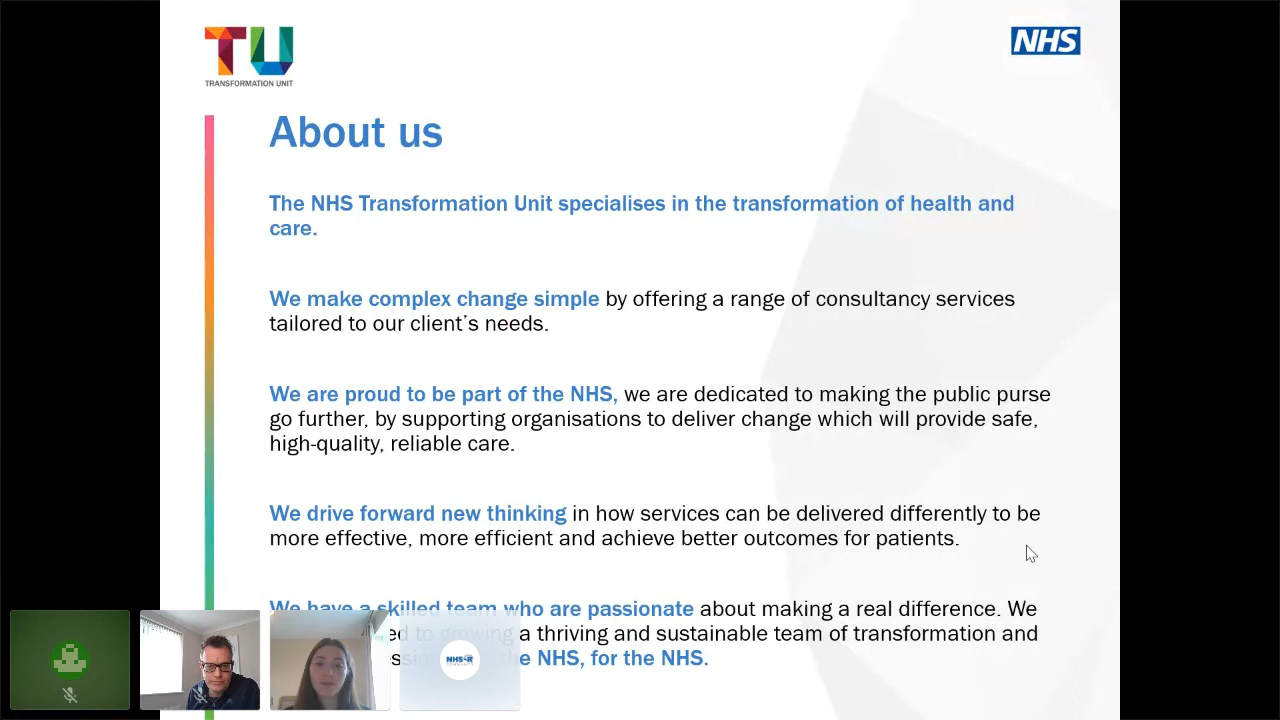 TU
NHS
TRANSFORMATION UNIT
About us
The NHS Transformation Unit specialises in the transformation of health and
care.
We make complex change simple by offering a range of consultancy services
tailored to our client’s needs.
We are proud to be part of the NHS, we are dedicated to making the public purse
go further, by supporting organisations to deliver change which will provide safe,
high-quality, reliable care.
We drive forward new thinking in how services can be delivered differently to be
more effective, more efficient and achieve better outcomes for patients.
We have a skilled team who are passionate about making a real difference. We
to growing a thriving and sustainable team of transformation and
NHS, for the NHS.
NHS-R
COMMUNITY